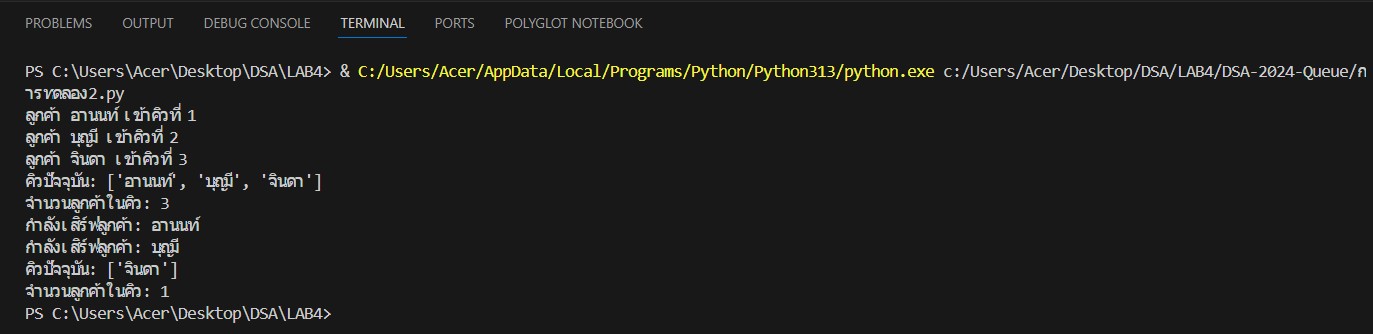 PROBLEMS OUTPUT DEBUG CONSOLE TERMINAL PORTS POLYGLOT NOTEBOOK
PS C:\Users\Acer\Desktop\DSA\LAB4> & C:/Users/Acer/AppData/Local/Programs/Python/Python313/python.exe c:/Users/Acer/Desktop/DSA/LAB4/DSA-2024-Queue/ก
ารทดลอง2.py
ลูกค้า อานนท์ เข้าคิวที่ 1
ลูกค้า บุญมี เข้าคิวที่ 2
ลูกค้า จินดา เข้าคิวที่ 3
คิวปัจจุบัน: ['อานนท์', 'บุญมี', 'จินดา']
จำนวนลูกค้าในคิว: 3
กำลังเสิร์ฟลูกค้า: อานนท์
กำลังเสิร์ฟลูกค้า: บุญมี
คิวปัจจุบัน: ['จินดา']
จำนวนลูกค้าในคิว: 1
PS C:\Users\Acer\Desktop\DSA\LAB4>